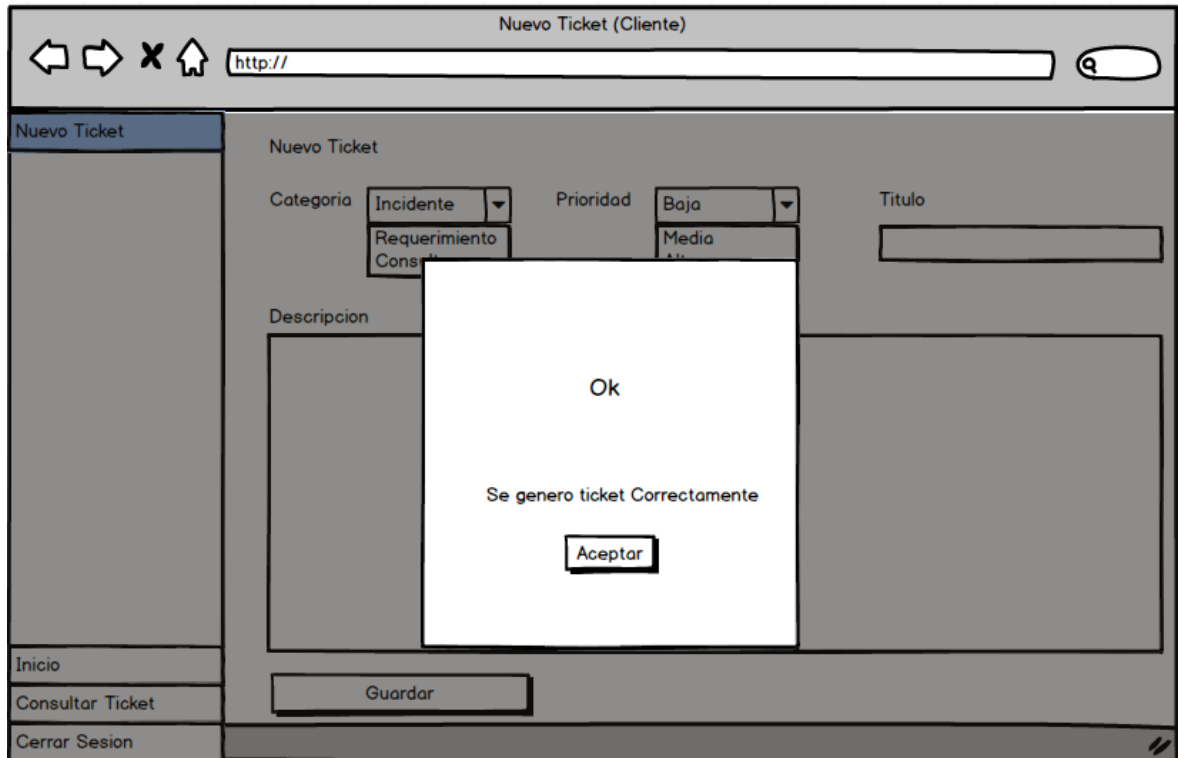 Nuevo Ticket (Cliente)
http://
Nuevo Ticket
Nuevo Ticket
Categoria Incidente Prioridad Baja Titulo
Requerimiento Media
Descripcion
Ok
Se genero ticket Correctamente
Aceptar
Inicio
Guardar
Consultar Ticket
Cerrar Sesion